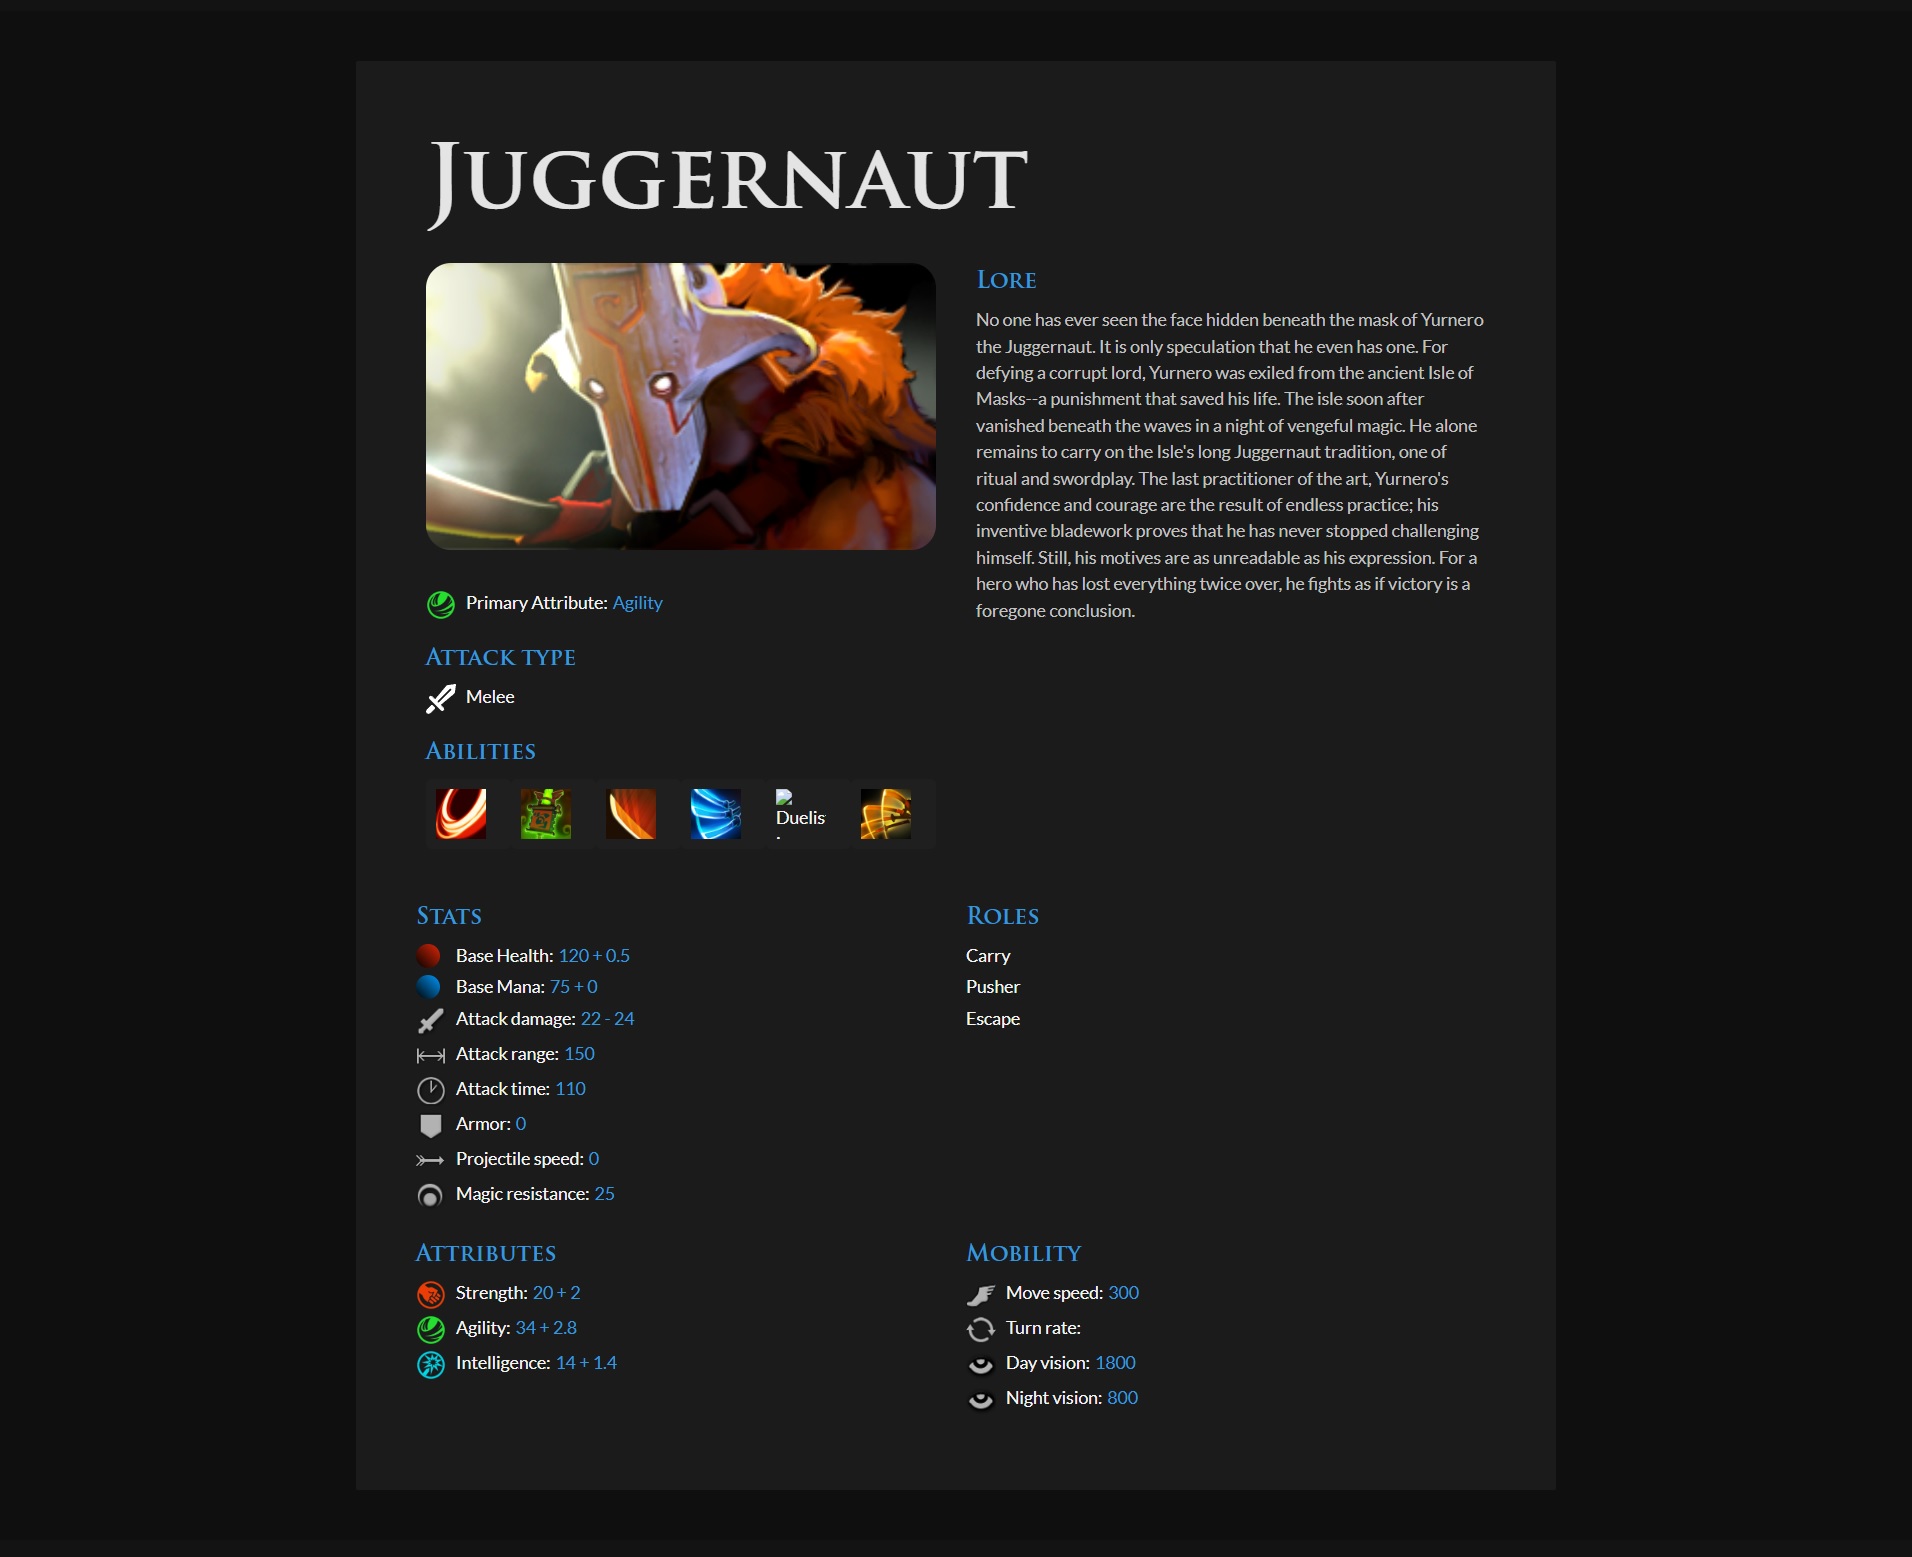 Juggernaut
Lore
No one has ever seen the face hidden beneath the mask of Yurnero
the Juggernaut. It is only speculation that he even has one. For
defying a corrupt lord, Yurnero was exiled from the ancient Isle of
Masks--a punishment that saved his life. The isle soon after
vanished beneath the waves in a night of vengeful magic. He alone
remains to carry on the Isle's long Juggernaut tradition, one of
ritual and swordplay. The last practitioner of the art, Yurnero's
confidence and courage are the result of endless practice; his
inventive bladework proves that he has never stopped challenging
himself. Still, his motives are as unreadable as his expression. For a
hero who has lost everything twice over, he fights as if victory is a
foregone conclusion.
Primary Attribute: Agility
Attack type
Melee
Abilities
Duelis
Stats
Base Health: 120 + 0.5
Base Mana: 75 + 0
Attack damage: 22 - 24
Attack range: 150
Attack time: 110
Armor: 0
Projectile speed: 0
Magic resistance: 25
Roles
Carry
Pusher
Escape
Attributes
Strength: 20 + 2
Agility: 34 + 2.8
Intelligence: 14 + 1.4
Mobility
Move speed: 300
Turn rate:
Day vision: 1800
Night vision: 800